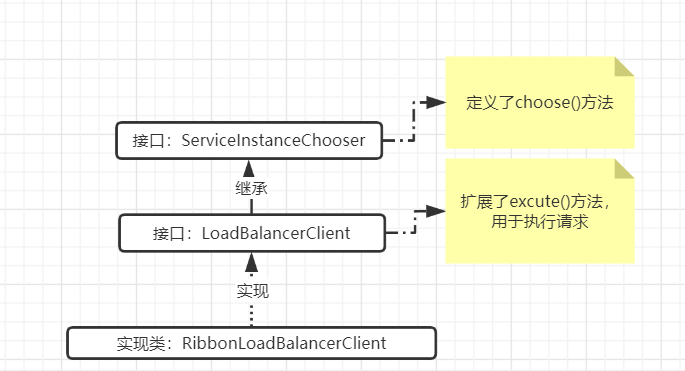 定义了choose()方法
接口：ServiceInstanceChooser
继承
扩展了excute()方法，
用于执行请求
接口：LoadBalancerClient
实现
实现类：RibbonLoadBalancerClient